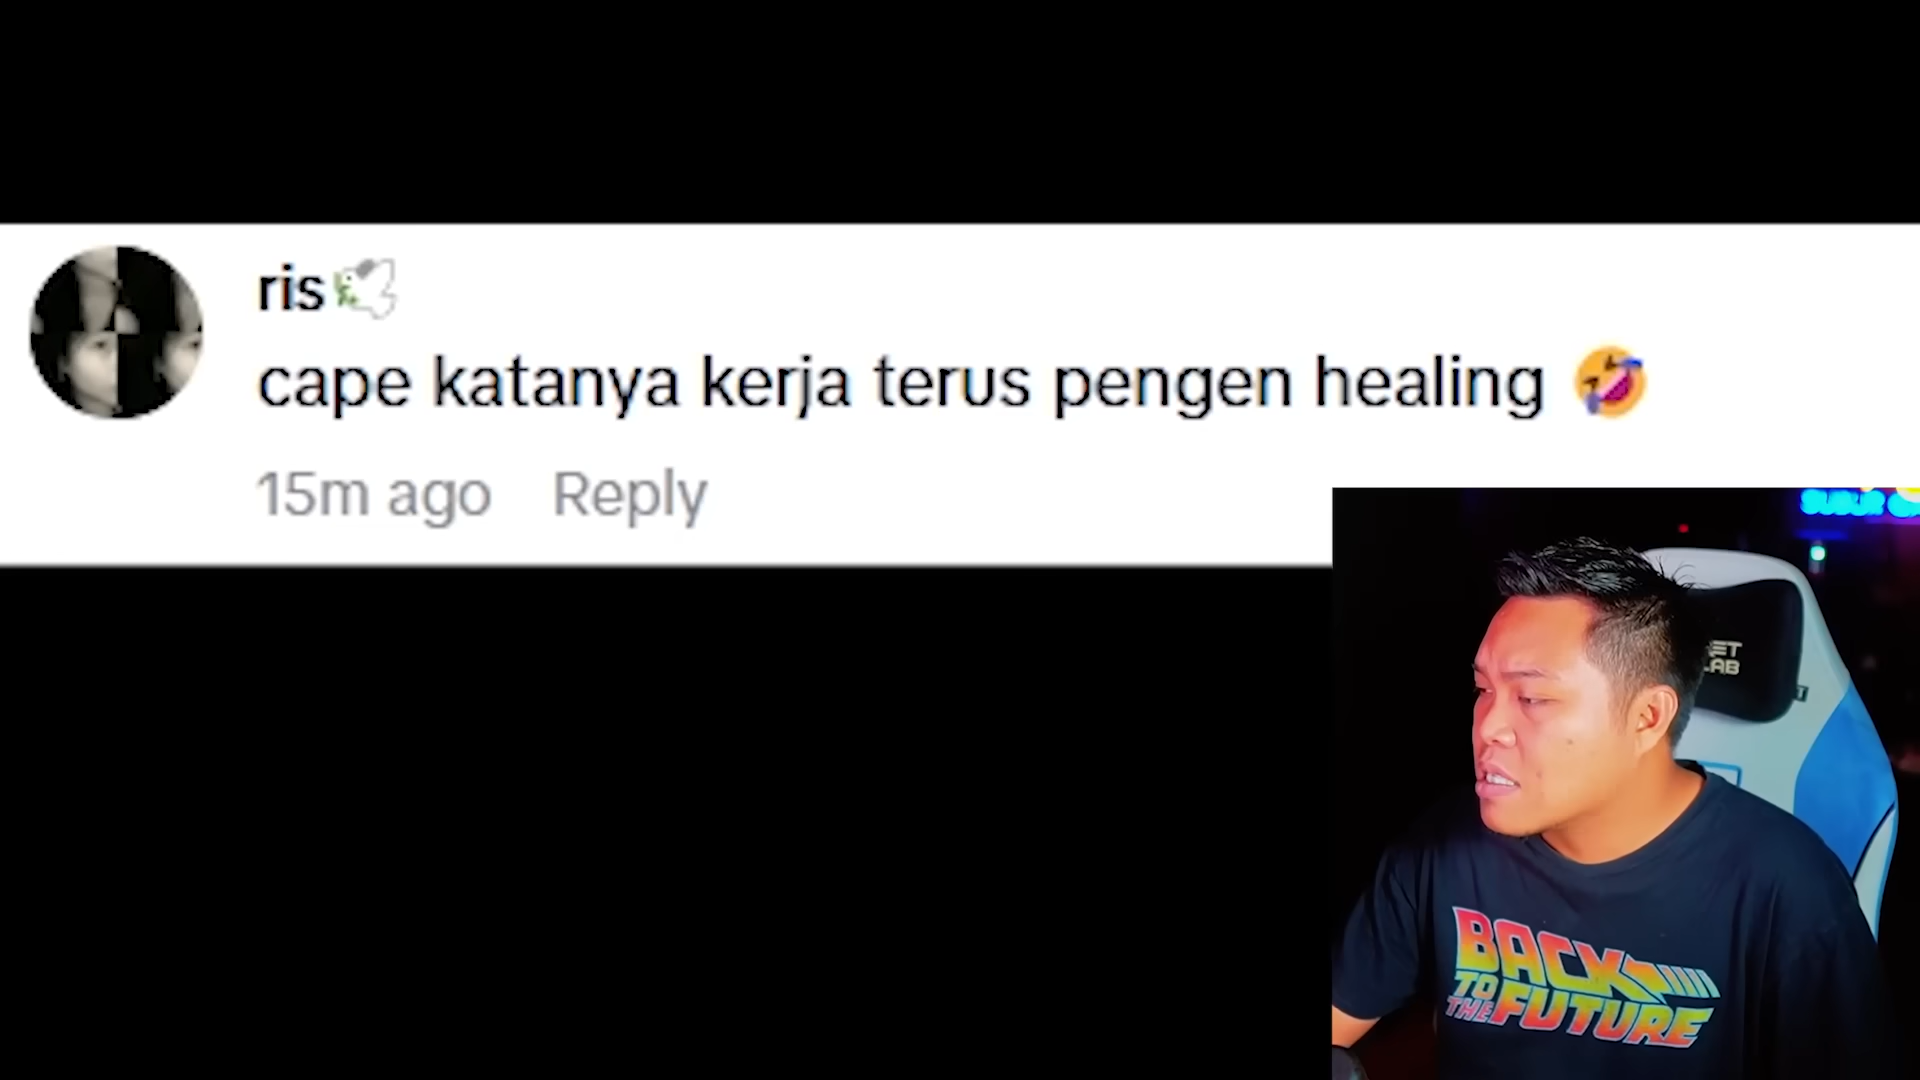 ris🕊️
cape katanya kerja terus pengen healing 🤣
15m ago Reply
BACK
TO
THE FUTURE